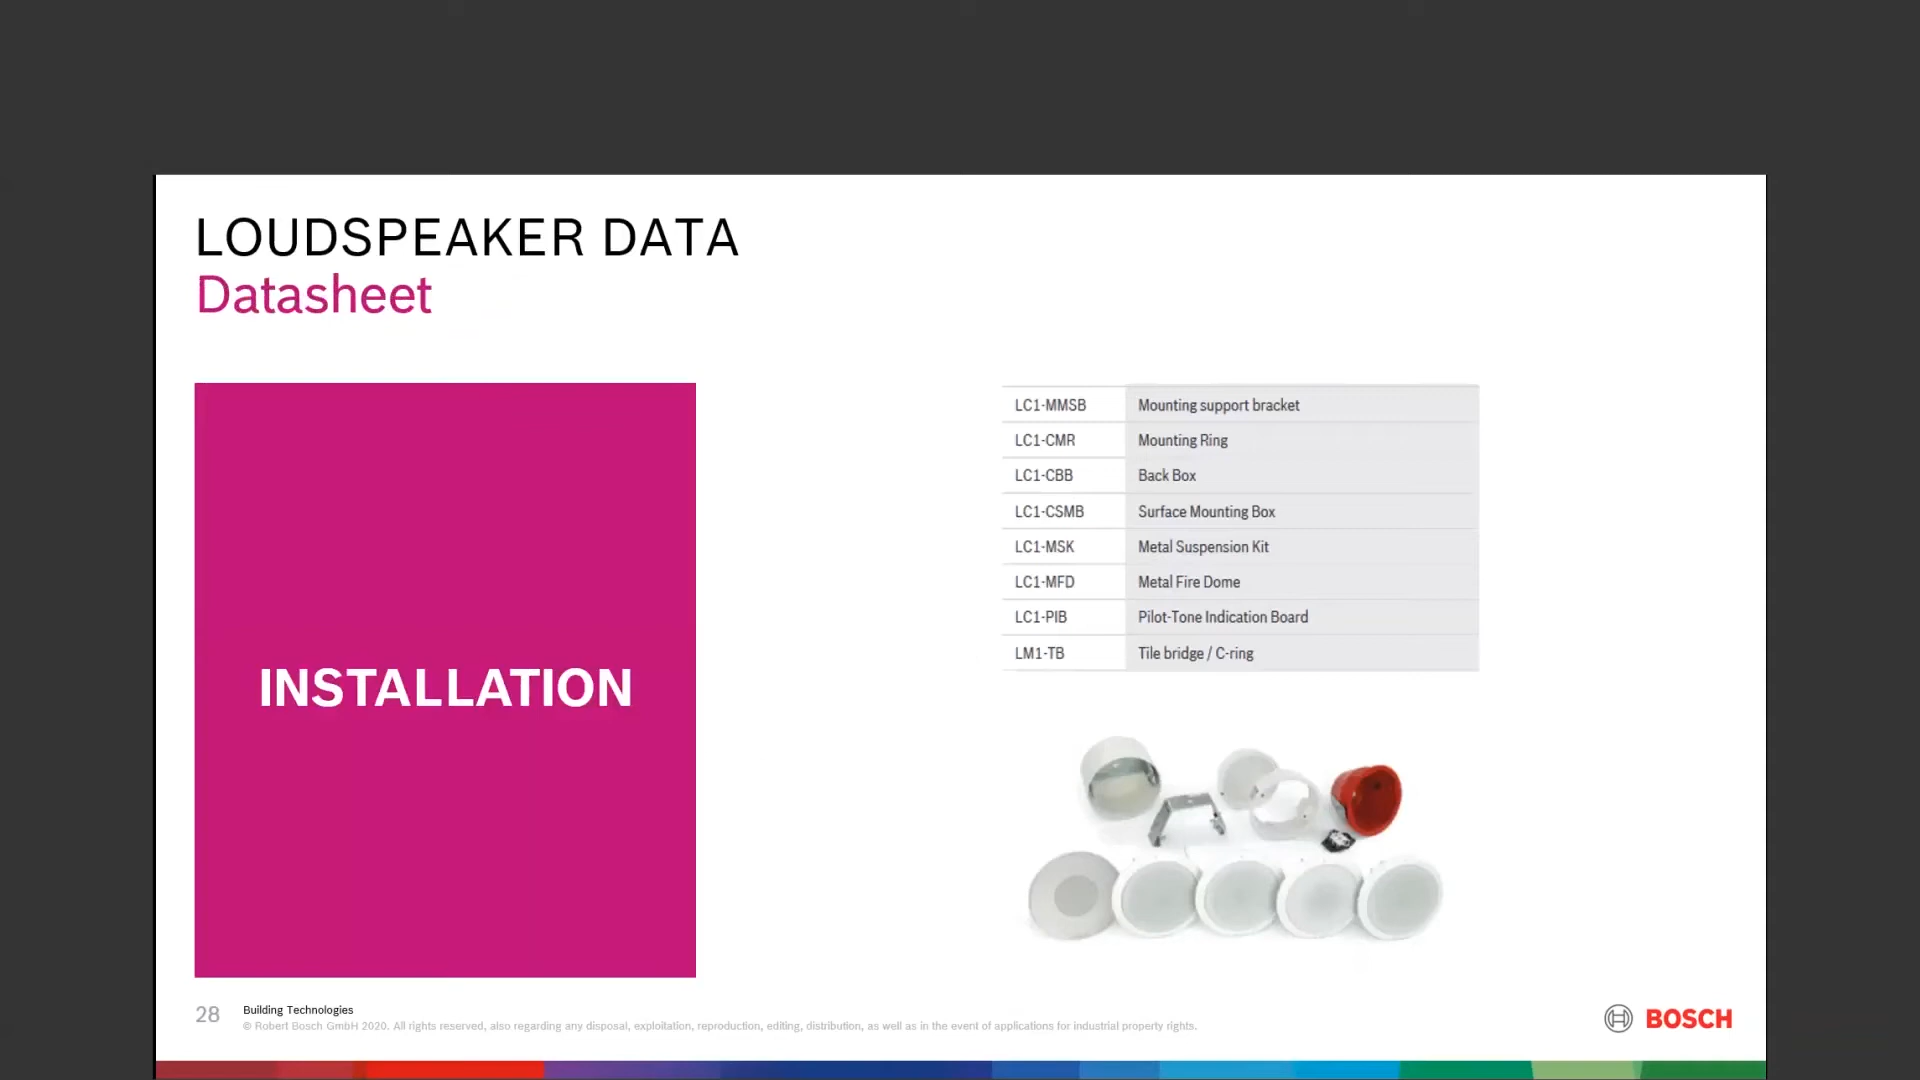 LOUDSPEAKER DATA
Datasheet
INSTALLATION
LC1-MMSB Mounting support bracket
LC1-CMR Mounting Ring
LC1-CBB Back Box
LC1-CSMB Surface Mounting Box
LC1-MSK Metal Suspension Kit
LC1-MFD Metal Fire Dome
LC1-PIB Pilot-Tone Indication Board
LM1-TB Tile bridge / C-ring
28 Building Technologies
© Robert Bosch GmbH 2020. All rights reserved, also regarding any disposal, exploitation, reproduction, editing, distribution, as well as in the event of applications for industrial property rights.
BOSCH